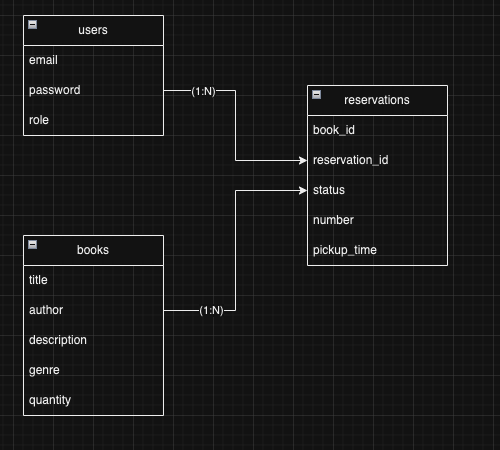 users
email
password
role
(1:N)
reservations
book_id
reservation_id
status
number
pickup_time
books
title
author
description
genre
quantity
(1:N)